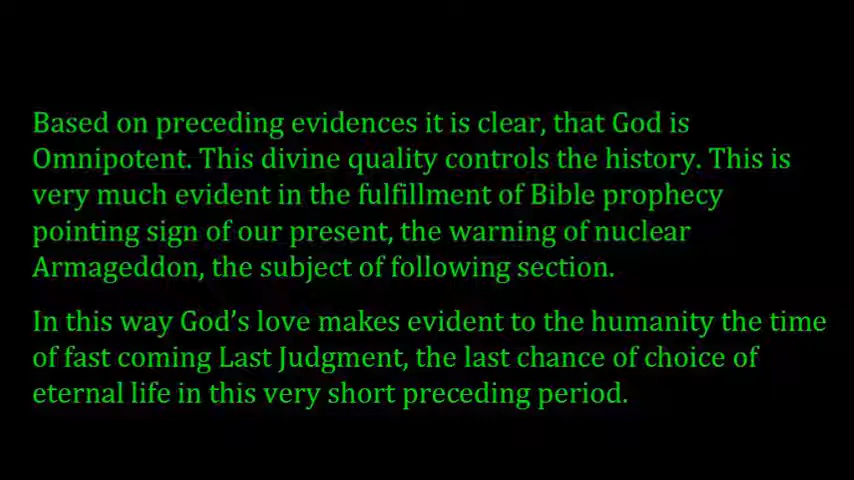 Based on preceding evidences it is clear, that God is
Omnipotent. This divine quality controls the history. This is
very much evident in the fulfillment of Bible prophecy
pointing sign of our present, the warning of nuclear
Armageddon, the subject of following section.
In this way God’s love makes evident to the humanity the time
of fast coming Last Judgment, the last chance of choice of
eternal life in this very short preceding period.